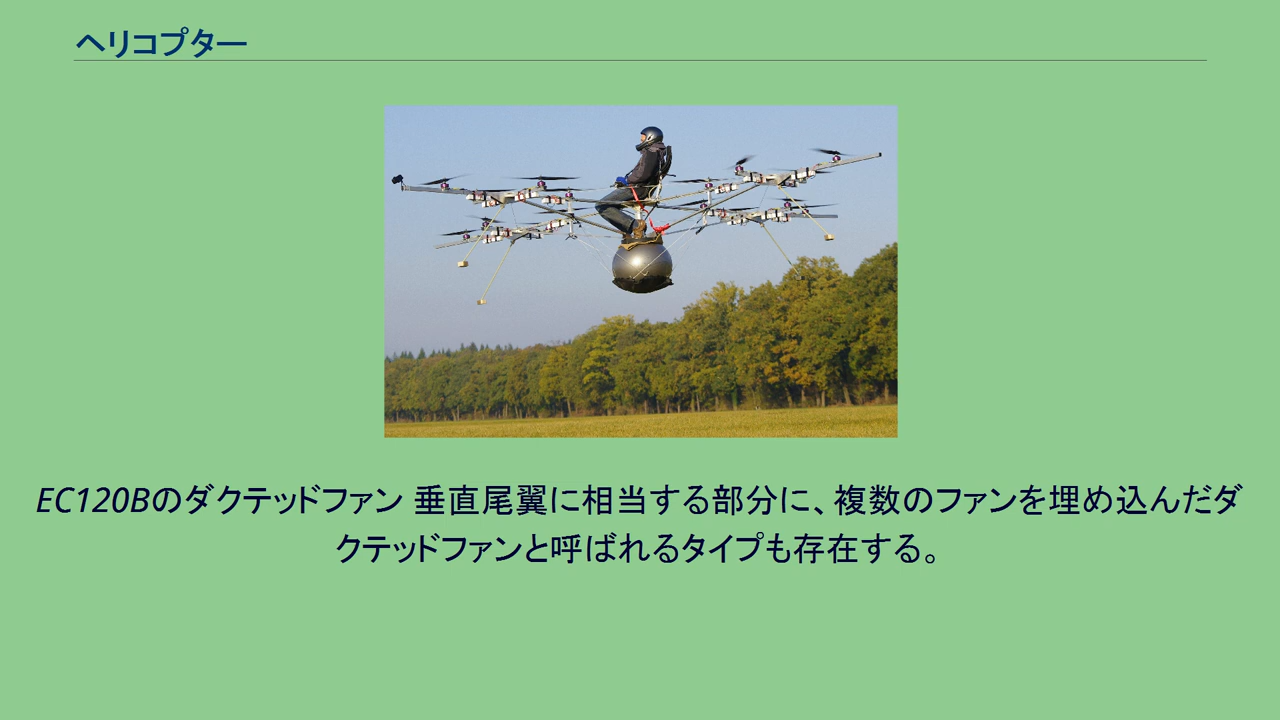 ヘリコプター
EC120Bのダクテッドファン 垂直尾翼に相当する部分に、複数のファンを埋め込んだダ
クテッドファンと呼ばれるタイプも存在する。